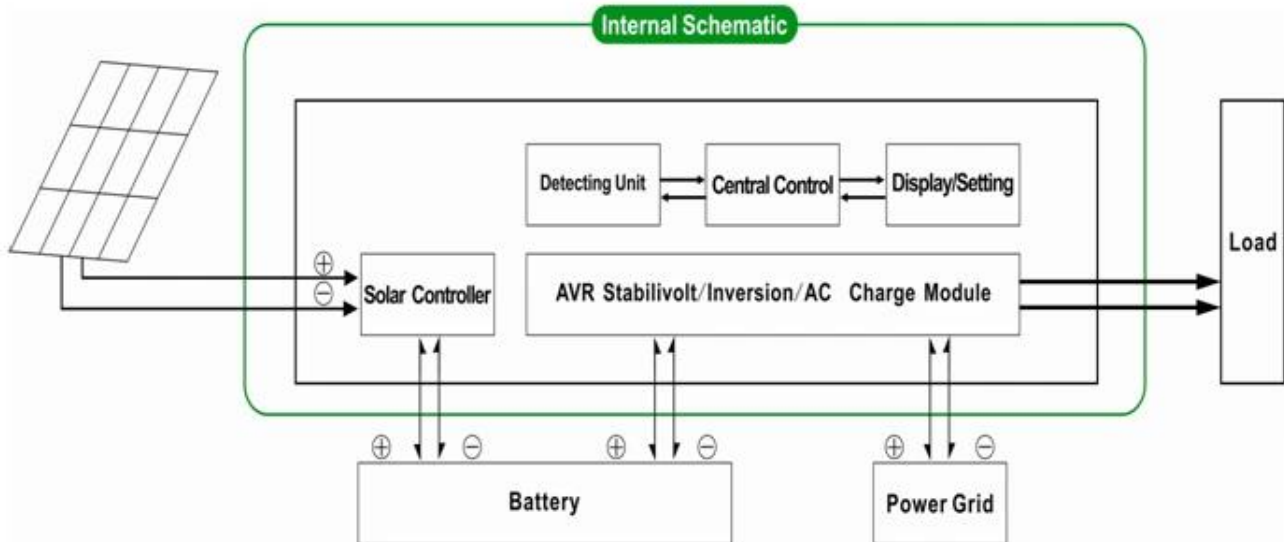 Internal Schematic
Detecting Unit
Central Control
Display/Setting
Load
⊕
⊖
Solar Controller
AVR Stabilivolt/Inversion/AC Charge Module
⊕ ⊖ ⊕ ⊖ ⊕ ⊖
Battery
Power Grid